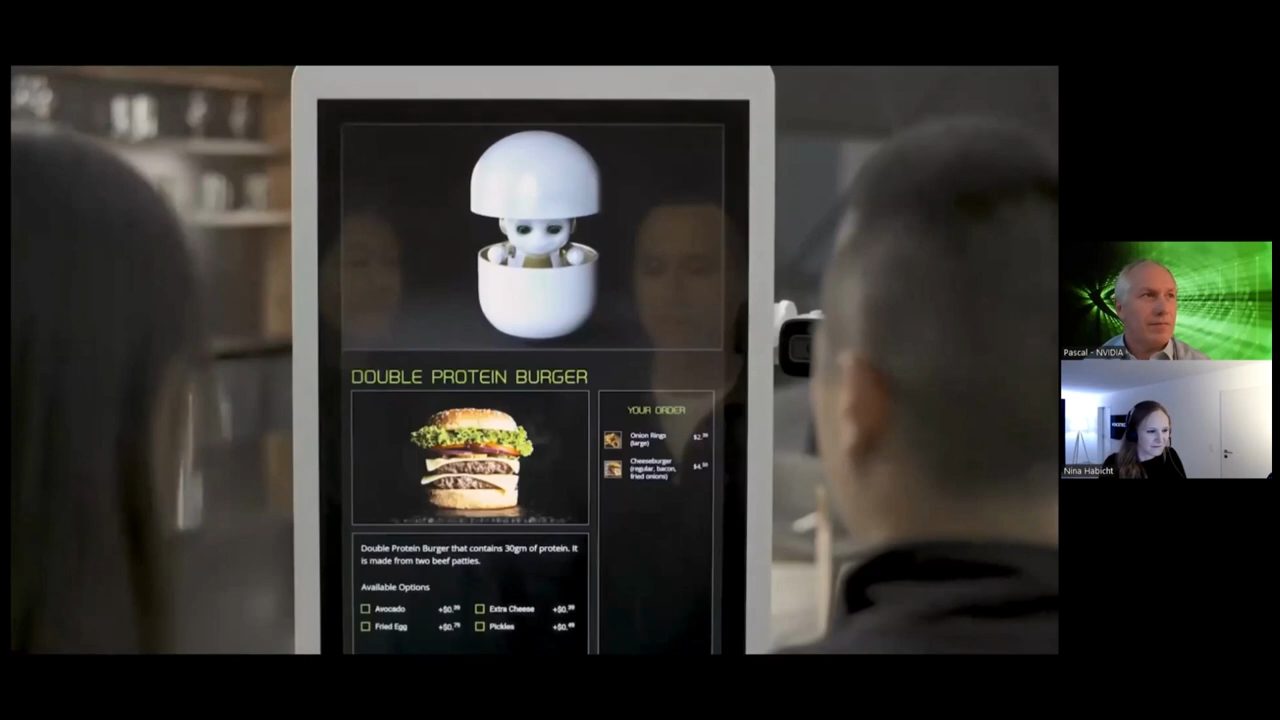 DOUBLE PROTEIN BURGER
YOUR ORDER
Onion Rings
(large)
$2.
Cheeseburger
(regular, bacon,
fried onions)
$4.
Double Protein Burger that contains 30gm of protein. It
is made from two beef patties.
Available Options
Avocado
Extra Cheese
Fried Egg
Pickles
Pascal - NVIDIA
Nina Habicht